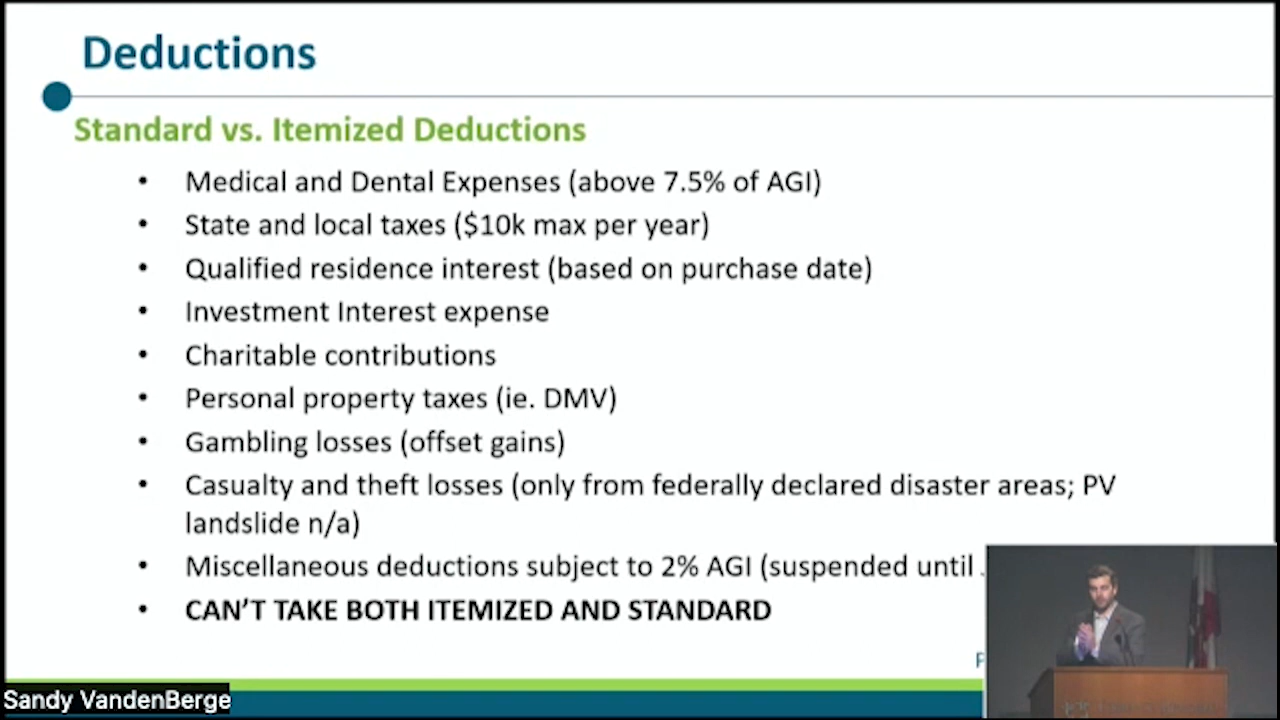 Deductions
Standard vs. Itemized Deductions
• Medical and Dental Expenses (above 7.5% of AGI)
• State and local taxes ($10k max per year)
• Qualified residence interest (based on purchase date)
• Investment Interest expense
• Charitable contributions
• Personal property taxes (ie. DMV)
• Gambling losses (offset gains)
• Casualty and theft losses (only from federally declared disaster areas; PV
landslide n/a)
• Miscellaneous deductions subject to 2% AGI (suspended until
• CAN’T TAKE BOTH ITEMIZED AND STANDARD
Sandy VandenBerge